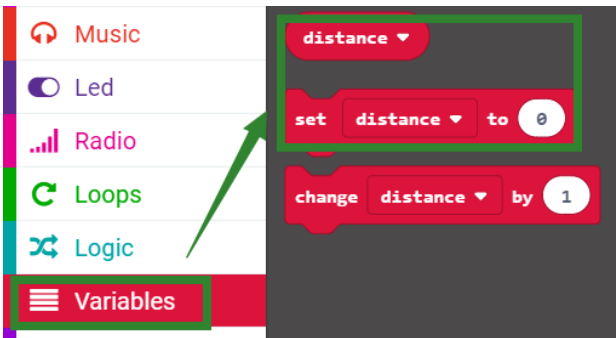 Music
Led
Radio
Loops
Logic
Variables
distance
set distance to 0
change distance by 1